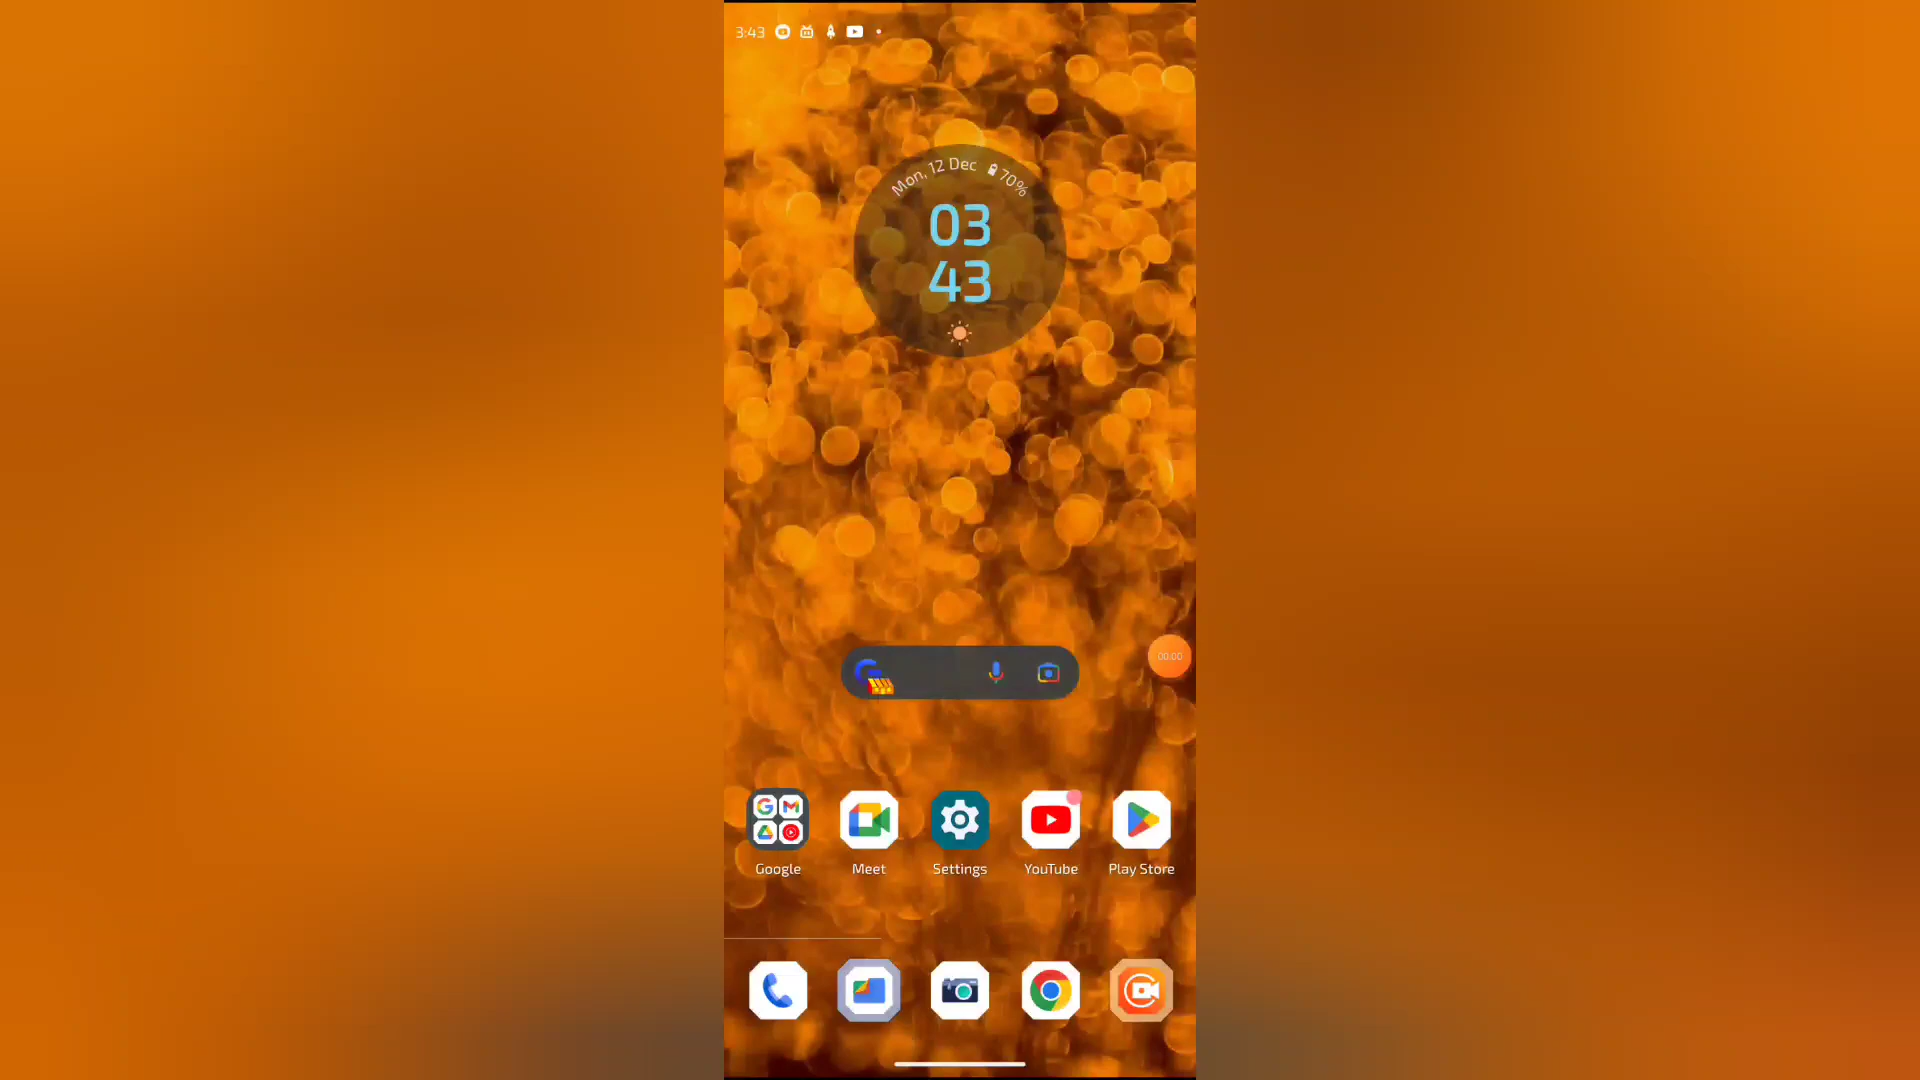 3:43
Mon, 12 Dec 70%
03
43
00:00
Google
Meet
Settings
YouTube
Play Store